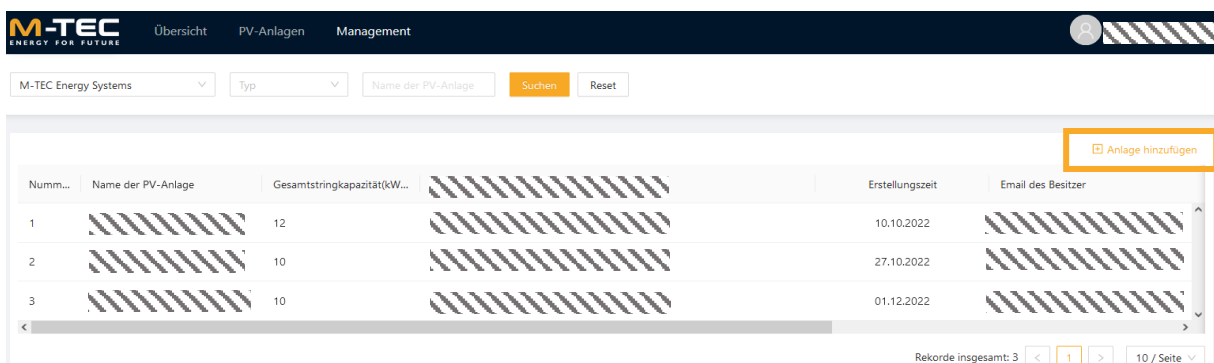 M-TEC
ENERGY FOR FUTURE
Übersicht PV-Anlagen Management
M-TEC Energy Systems Typ Name der PV-Anlage Suchen Reset
Anlage hinzufügen
Numm... Name der PV-Anlage Gesamtstringkapazität(kW... Erstellungszeit Email des Besitzer
1 12 10.10.2022
2 10 27.10.2022
3 10 01.12.2022
Rekorde insgesamt: 3 < 1 > 10 / Seite